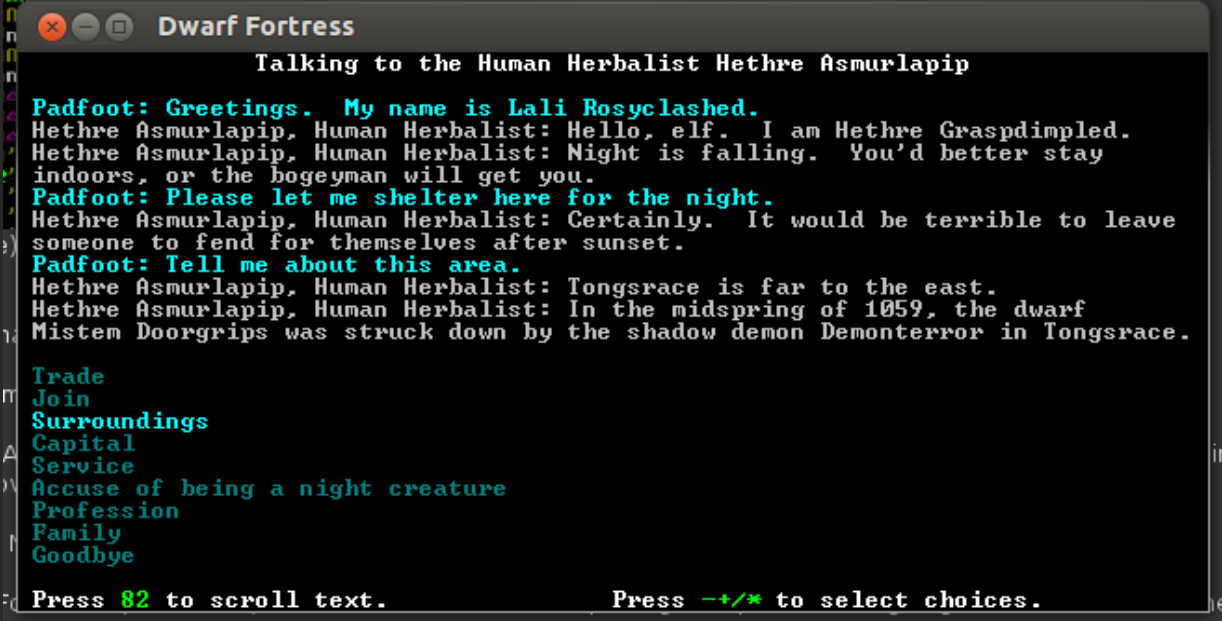 Dwarf Fortress
Talking to the Human Herbalist Hethre Asmurlapip
Padfoot: Greetings.  My name is Lali Rosyclashed.
Hethre Asmurlapip, Human Herbalist: Hello, elf.  I am Hethre Graspdimpled.
Hethre Asmurlapip, Human Herbalist: Night is falling.  You'd better stay
indoors, or the bogeyman will get you.
Padfoot: Please let me shelter here for the night.
Hethre Asmurlapip, Human Herbalist: Certainly.  It would be terrible to leave
someone to fend for themselves after sunset.
Padfoot: Tell me about this area.
Hethre Asmurlapip, Human Herbalist: Tongsrace is far to the east.
Hethre Asmurlapip, Human Herbalist: In the midspring of 1059, the dwarf
Mistem Doorgrips was struck down by the shadow demon Demonterror in Tongsrace.
Trade
Join
Surroundings
Capital
Service
Accuse of being a night creature
Profession
Family
Goodbye
Press 82 to scroll text.
Press -+/* to select choices.